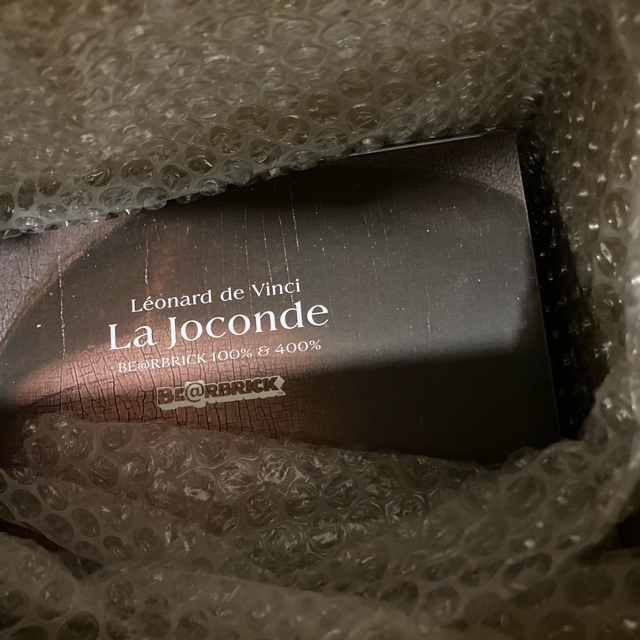 Léonard de Vinci
La Joconde
BE@RBRICK 100% & 400%
BE@RBRICK